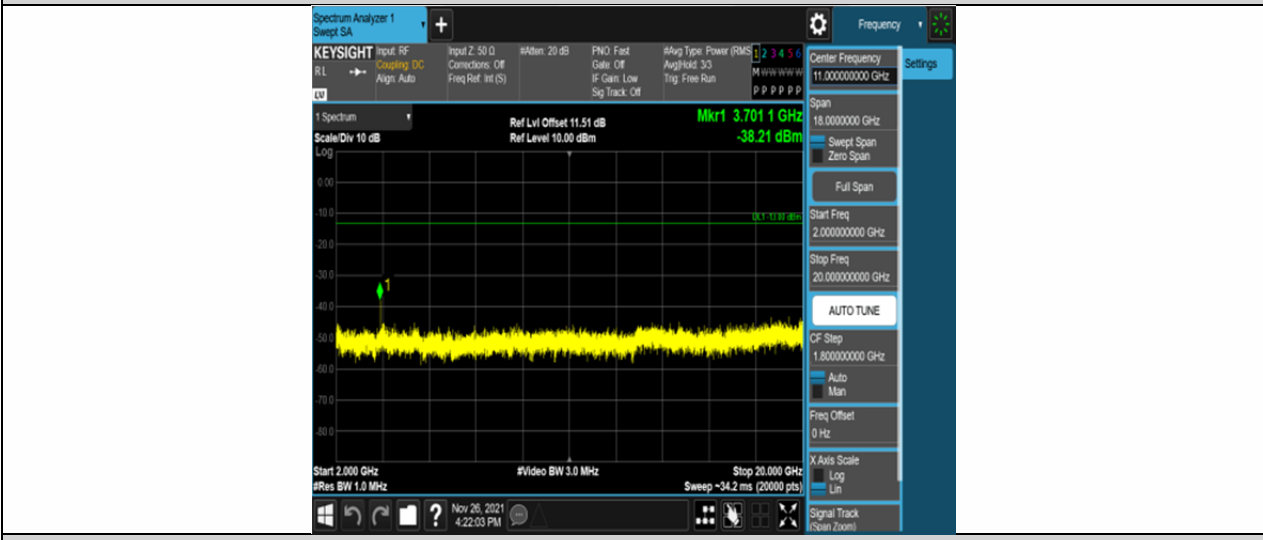 Spectrum Analyzer 1
Swept SA
+
Frequency
KEYSIGHT
RL
LV
Input: RF
Coupling: DC
Align: Auto
Input Z: 50 Ω
Corrections: Off
Freq Ref: Int (S)
#Atten: 20 dB
PNO: Fast
Gate: Off
IF Gain: Low
Sig Track: Off
#Avg Type: Power (RMS
Avg|Hold: 3/3
Trig: Free Run
1 2 3 4 5 6
M W W W W W
P P P P P P
Center Frequency
11.000000000 GHz
Settings
Span
18.0000000 GHz
Swept Span
Zero Span
Full Span
Start Freq
2.000000000 GHz
Stop Freq
20.000000000 GHz
AUTO TUNE
CF Step
1.800000000 GHz
Auto
Man
Freq Offset
0 Hz
X Axis Scale
Log
Lin
Signal Track
(Span Zoom)
1 Spectrum
Scale/Div 10 dB
Log
Ref Lvl Offset 11.51 dB
Ref Level 10.00 dBm
Mkr1 3.701 1 GHz
-38.21 dBm
0.00
-10.0
-20.0
-30.0
-40.0
-50.0
-60.0
-70.0
-80.0
DL1 -13.00 dBm
1
Start 2.000 GHz
#Res BW 1.0 MHz
#Video BW 3.0 MHz
Stop 20.000 GHz
Sweep ~34.2 ms (20000 pts)
?
Nov 26, 2021
4:22:03 PM